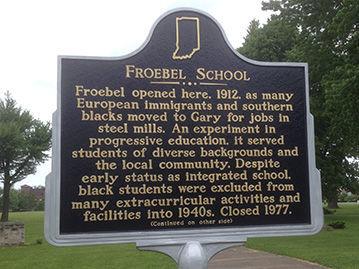 FROEBEL SCHOOL
Froebel opened here, 1912, as many
European immigrants and southern
blacks moved to Gary for jobs in
steel mills. An experiment in
progressive education, it served
students of diverse backgrounds and
the local community. Despite
early status as integrated school,
black students were excluded from
many extracurricular activities and
facilities into 1940s. Closed 1977.
(Continued on other side)